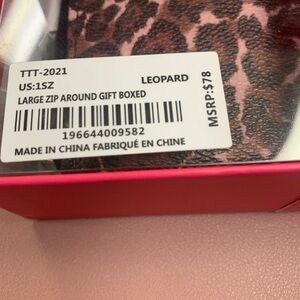 TTT-2021
US:1SZ LEOPARD
LARGE ZIP AROUND GIFT BOXED
196644009582
MADE IN CHINA FABRIQUÉ EN CHINE
MSRP:$78